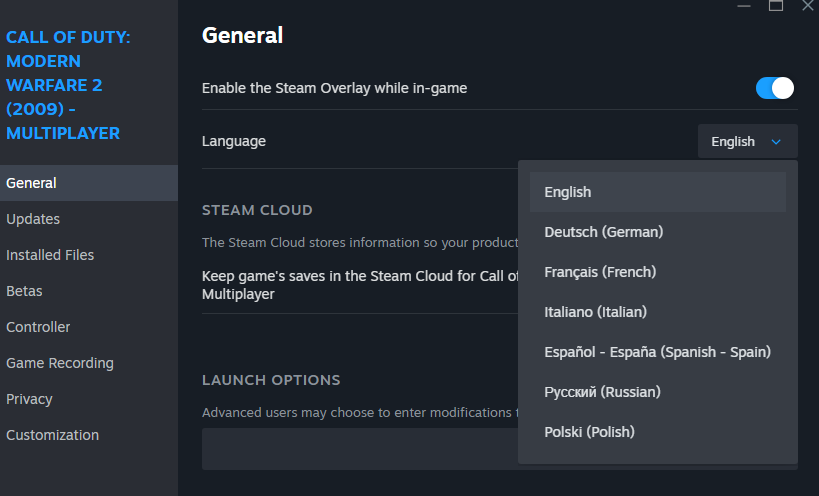 CALL OF DUTY:
MODERN
WARFARE 2
(2009) -
MULTIPLAYER
General
Updates
Installed Files
Betas
Controller
Game Recording
Privacy
Customization
General
Enable the Steam Overlay while in-game
Language
English
English
Deutsch (German)
Français (French)
Italiano (Italian)
Español - España (Spanish - Spain)
Русский (Russian)
Polski (Polish)
STEAM CLOUD
The Steam Cloud stores information so your product
Keep game's saves in the Steam Cloud for Call of
Multiplayer
LAUNCH OPTIONS
Advanced users may choose to enter modifications